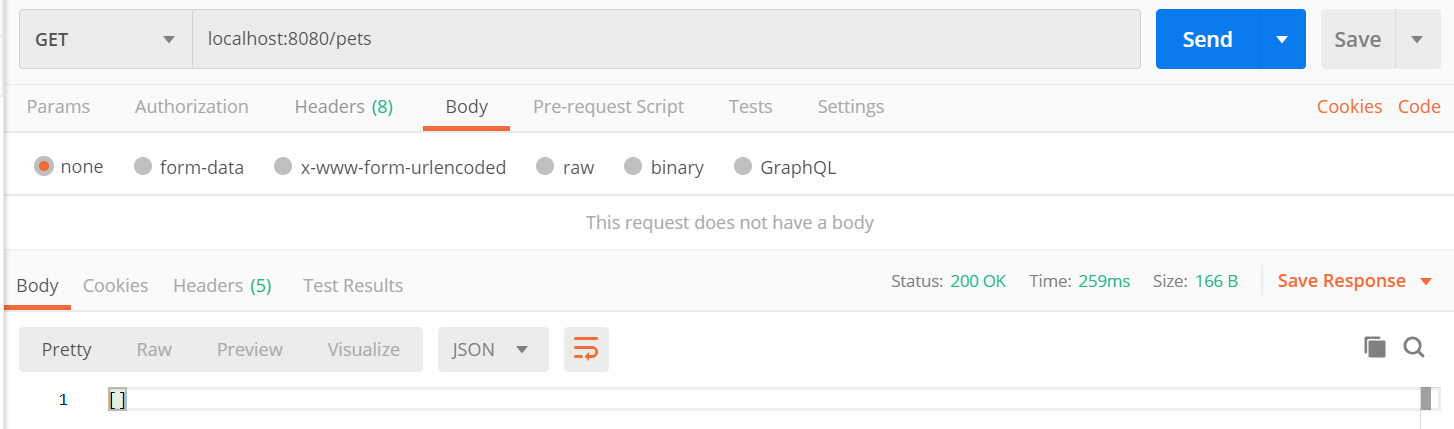 GET localhost:8080/pets Send Save
Params Authorization Headers (8) Body Pre-request Script Tests Settings Cookies Code
none form-data x-www-form-urlencoded raw binary GraphQL
This request does not have a body
Body Cookies Headers (5) Test Results Status: 200 OK Time: 259ms Size: 166 B Save Response
Pretty Raw Preview Visualize JSON
1 []